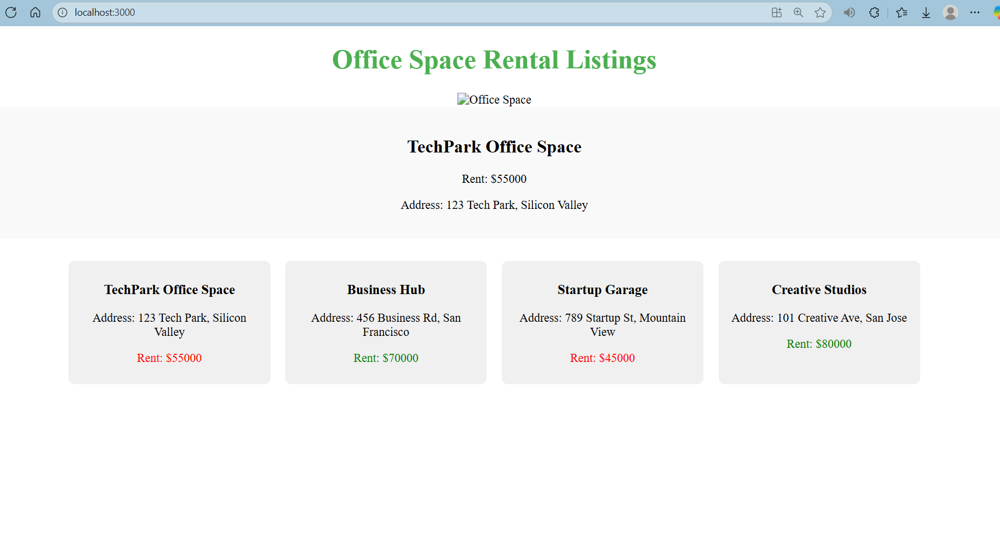 localhost:3000
Office Space Rental Listings
Office Space
TechPark Office Space
Rent: $55000
Address: 123 Tech Park, Silicon Valley
TechPark Office Space
Address: 123 Tech Park, Silicon
Valley
Rent: $55000
Business Hub
Address: 456 Business Rd, San
Francisco
Rent: $70000
Startup Garage
Address: 789 Startup St, Mountain
View
Rent: $45000
Creative Studios
Address: 101 Creative Ave, San Jose
Rent: $80000